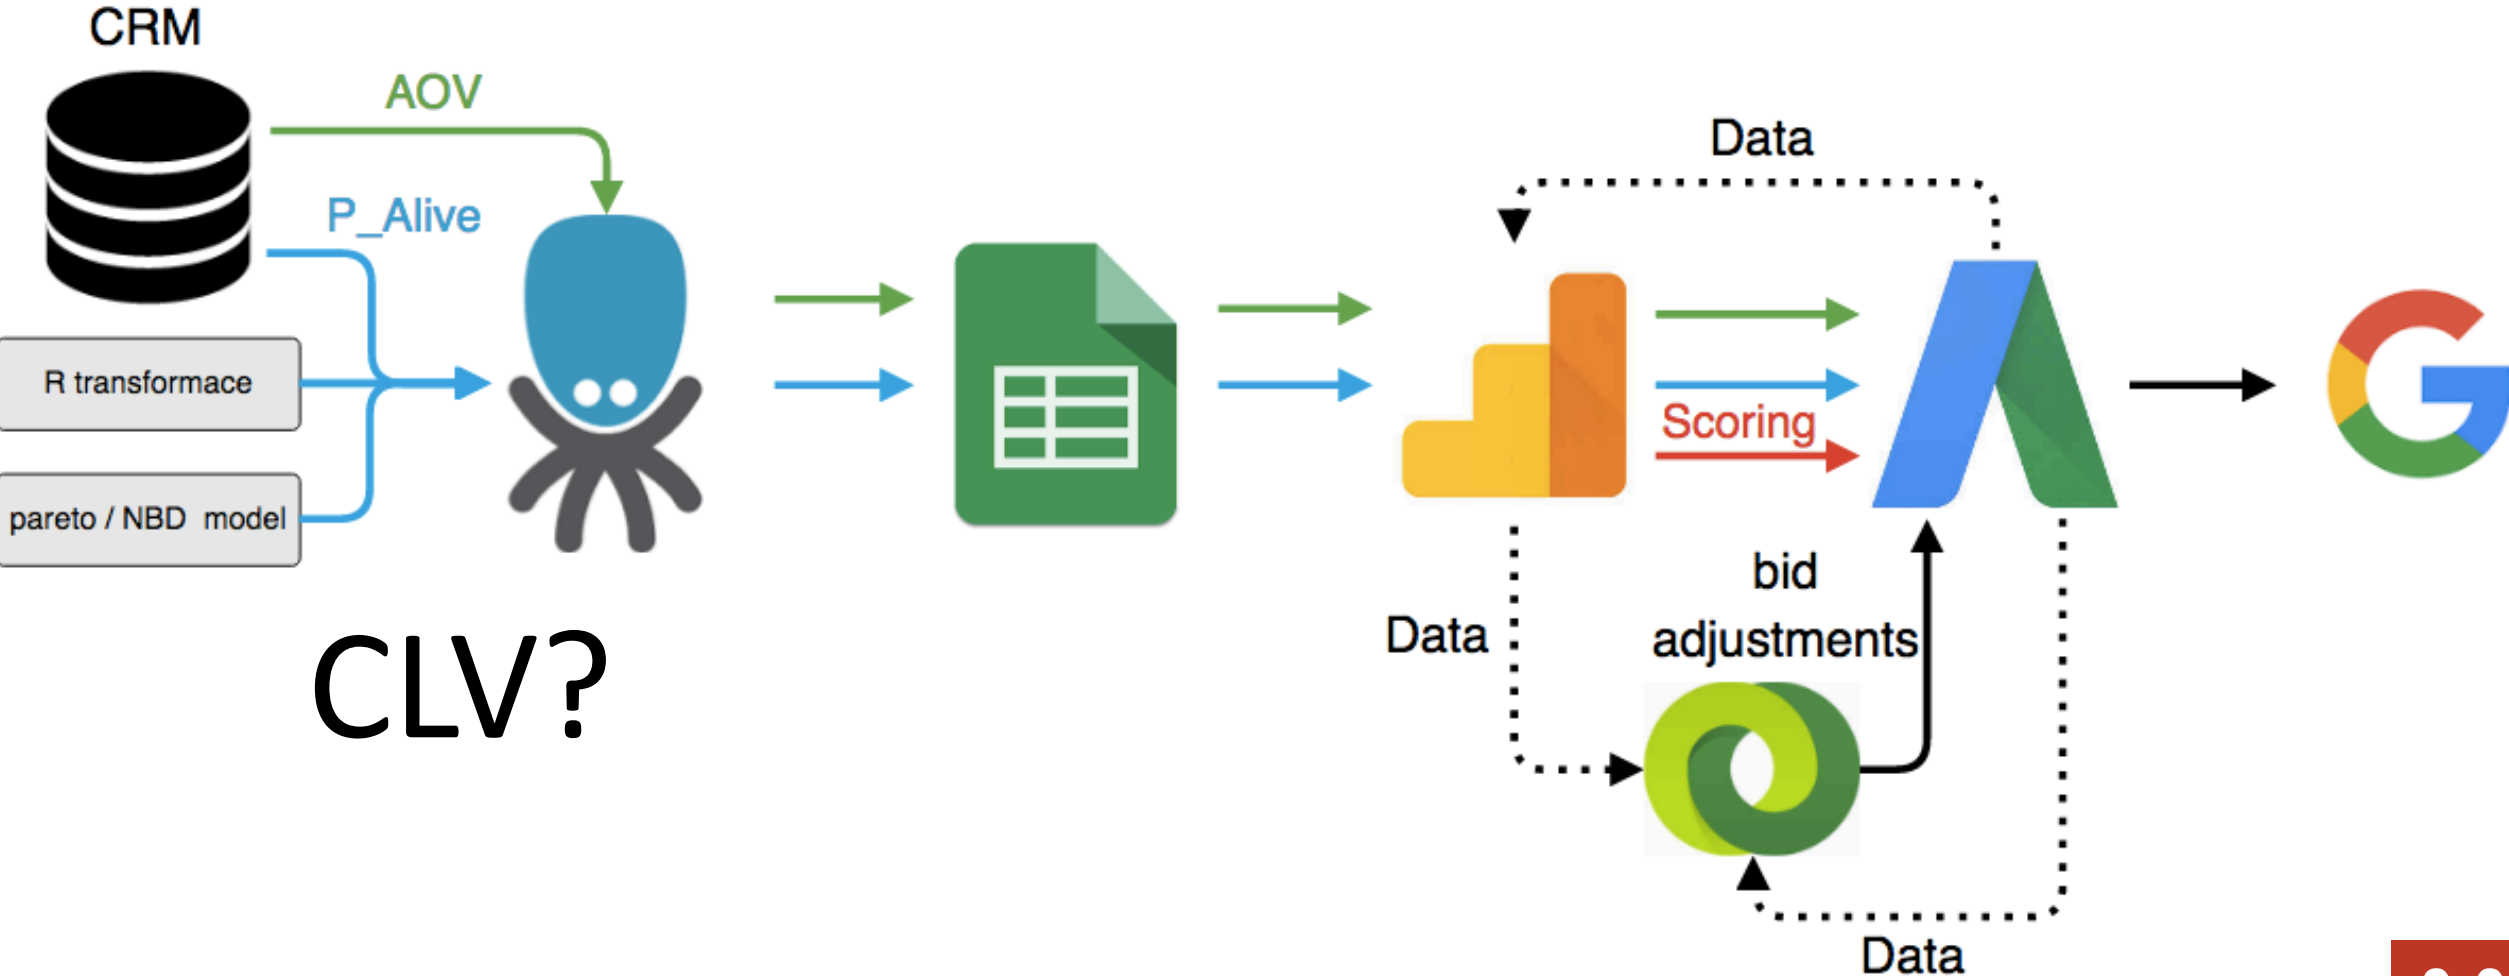 CRM
AOV
P_Alive
R transformace
pareto / NBD model
CLV?
Data
Scoring
bid
adjustments
Data
Data